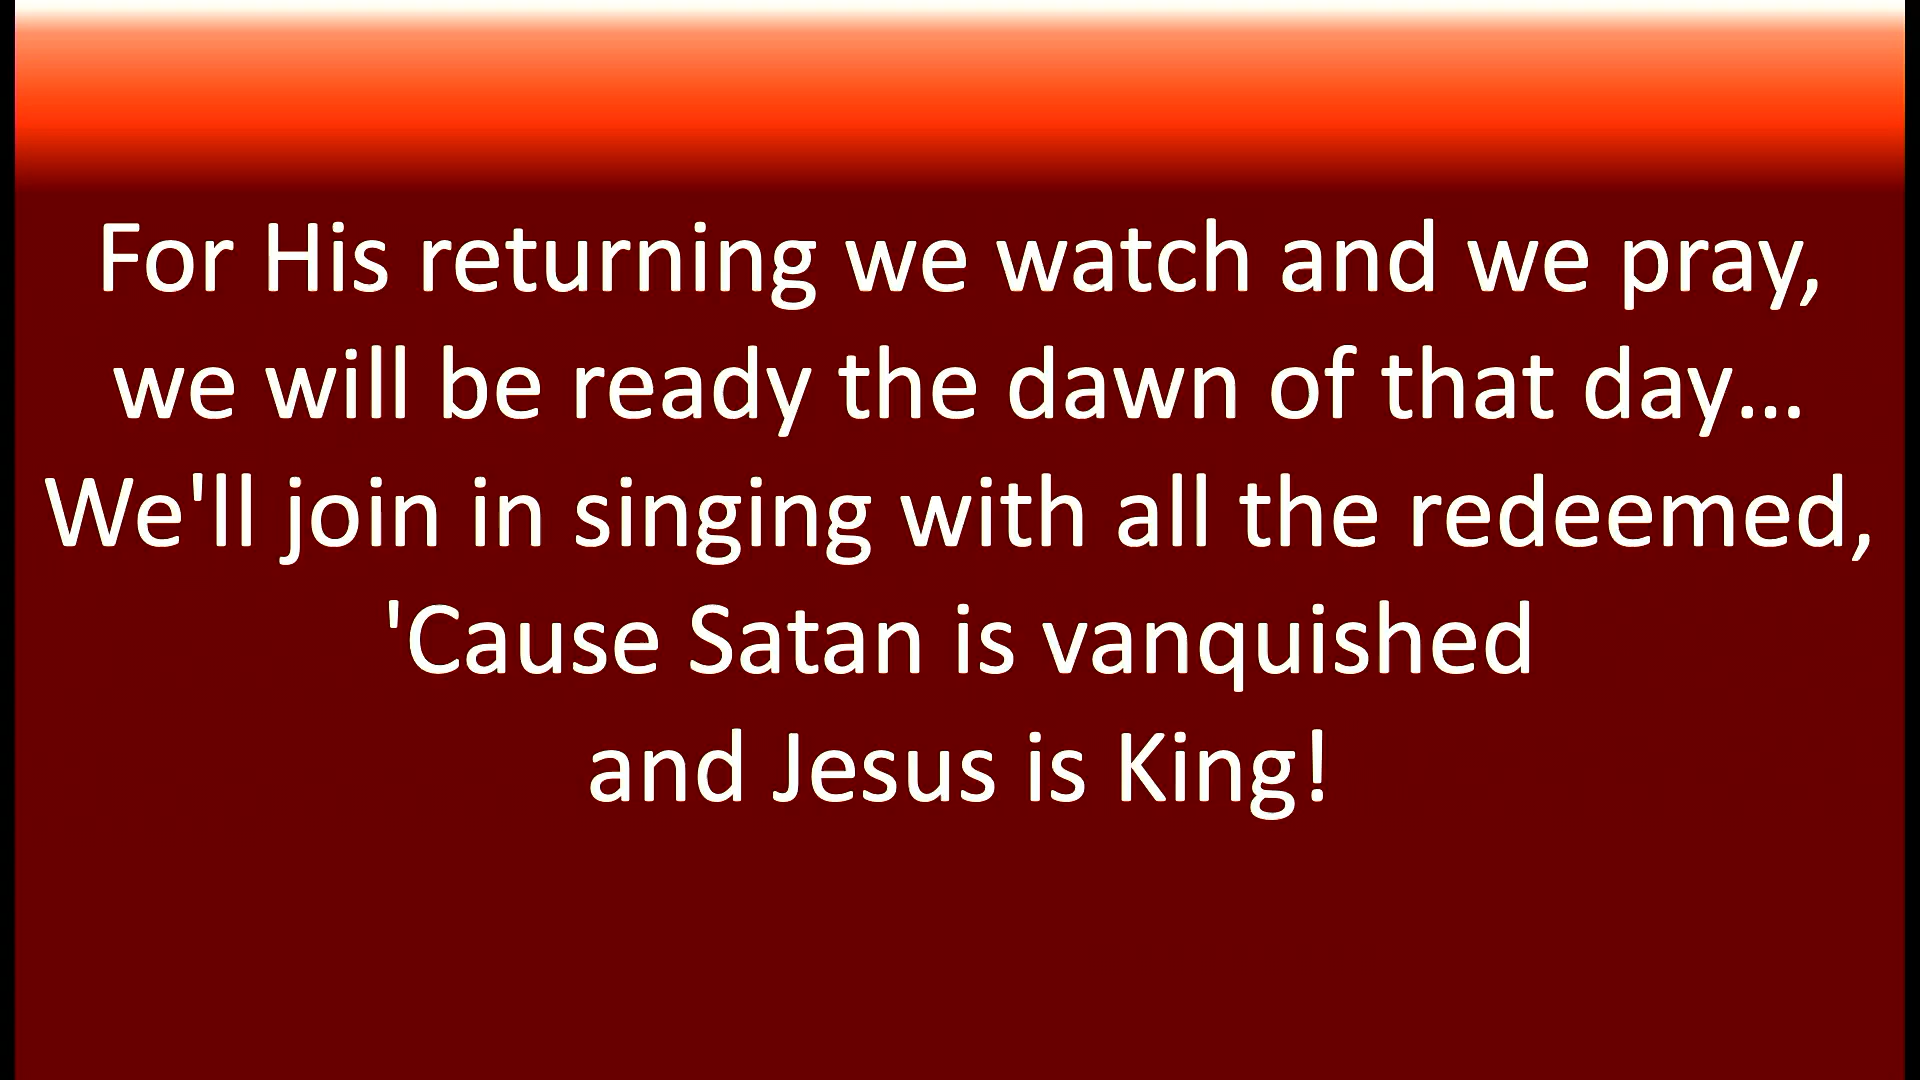 For His returning we watch and we pray,
we will be ready the dawn of that day...
We'll join in singing with all the redeemed,
'Cause Satan is vanquished
and Jesus is King!